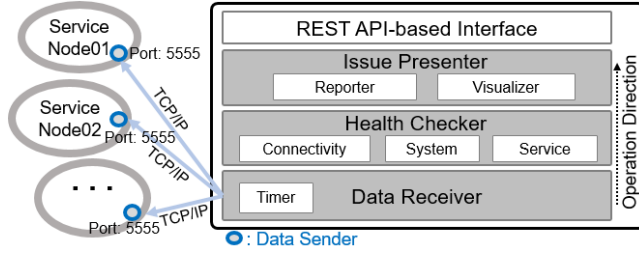 Service
Node01
Port: 5555
TCP/IP
Service
Node02
Port: 5555
TCP/IP
. . .
Port: 5555
TCP/IP
REST API-based Interface
Issue Presenter
Reporter
Visualizer
Health Checker
Connectivity
System
Service
Timer
Data Receiver
Operation Direction
: Data Sender